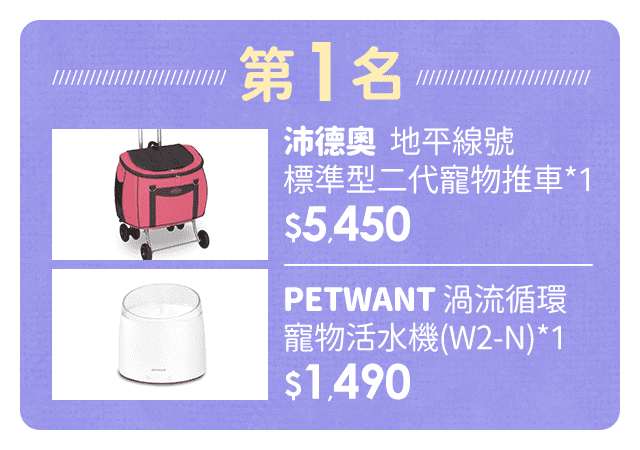 第1名
沛德奧 地平線號
標準型二代寵物推車*1
$5,450
PETWANT 渦流循環
寵物活水機(W2-N)*1
$1,490
PETWANT